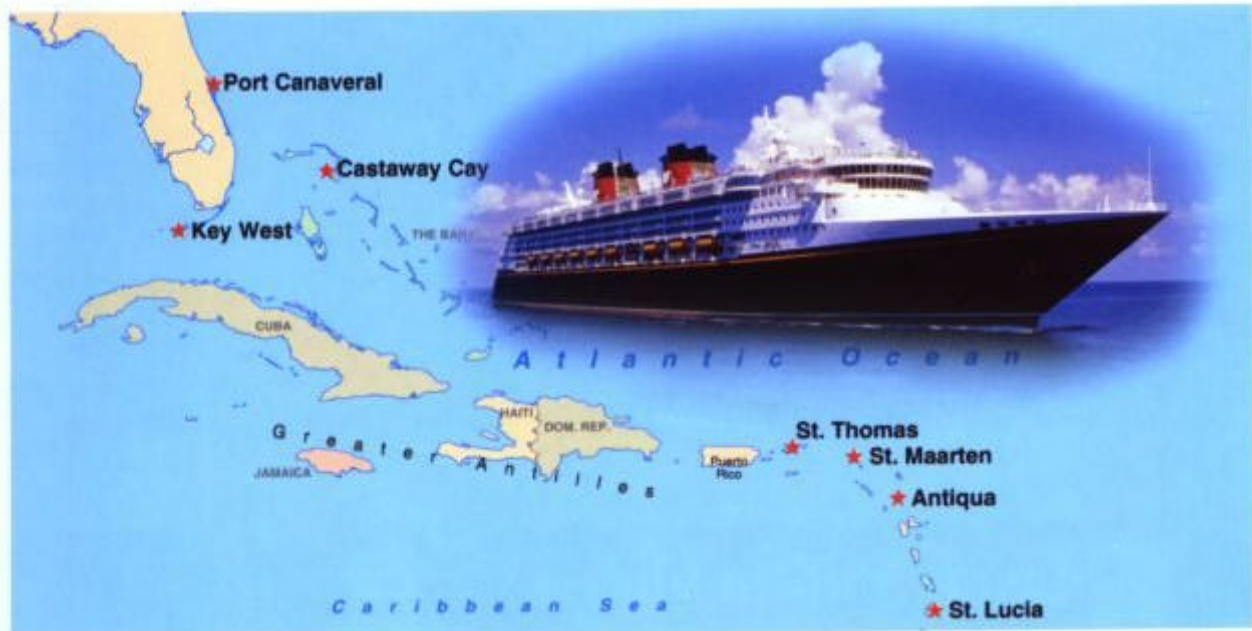 Port Canaveral
Castaway Cay
Key West
THE BAHA
CUBA
Atlantic Ocean
HAITI
DOM. REP.
St. Thomas
Greater Antilles
JAMAICA
Puerto
Rico
St. Maarten
Antiqua
St. Lucia
Caribbean Sea